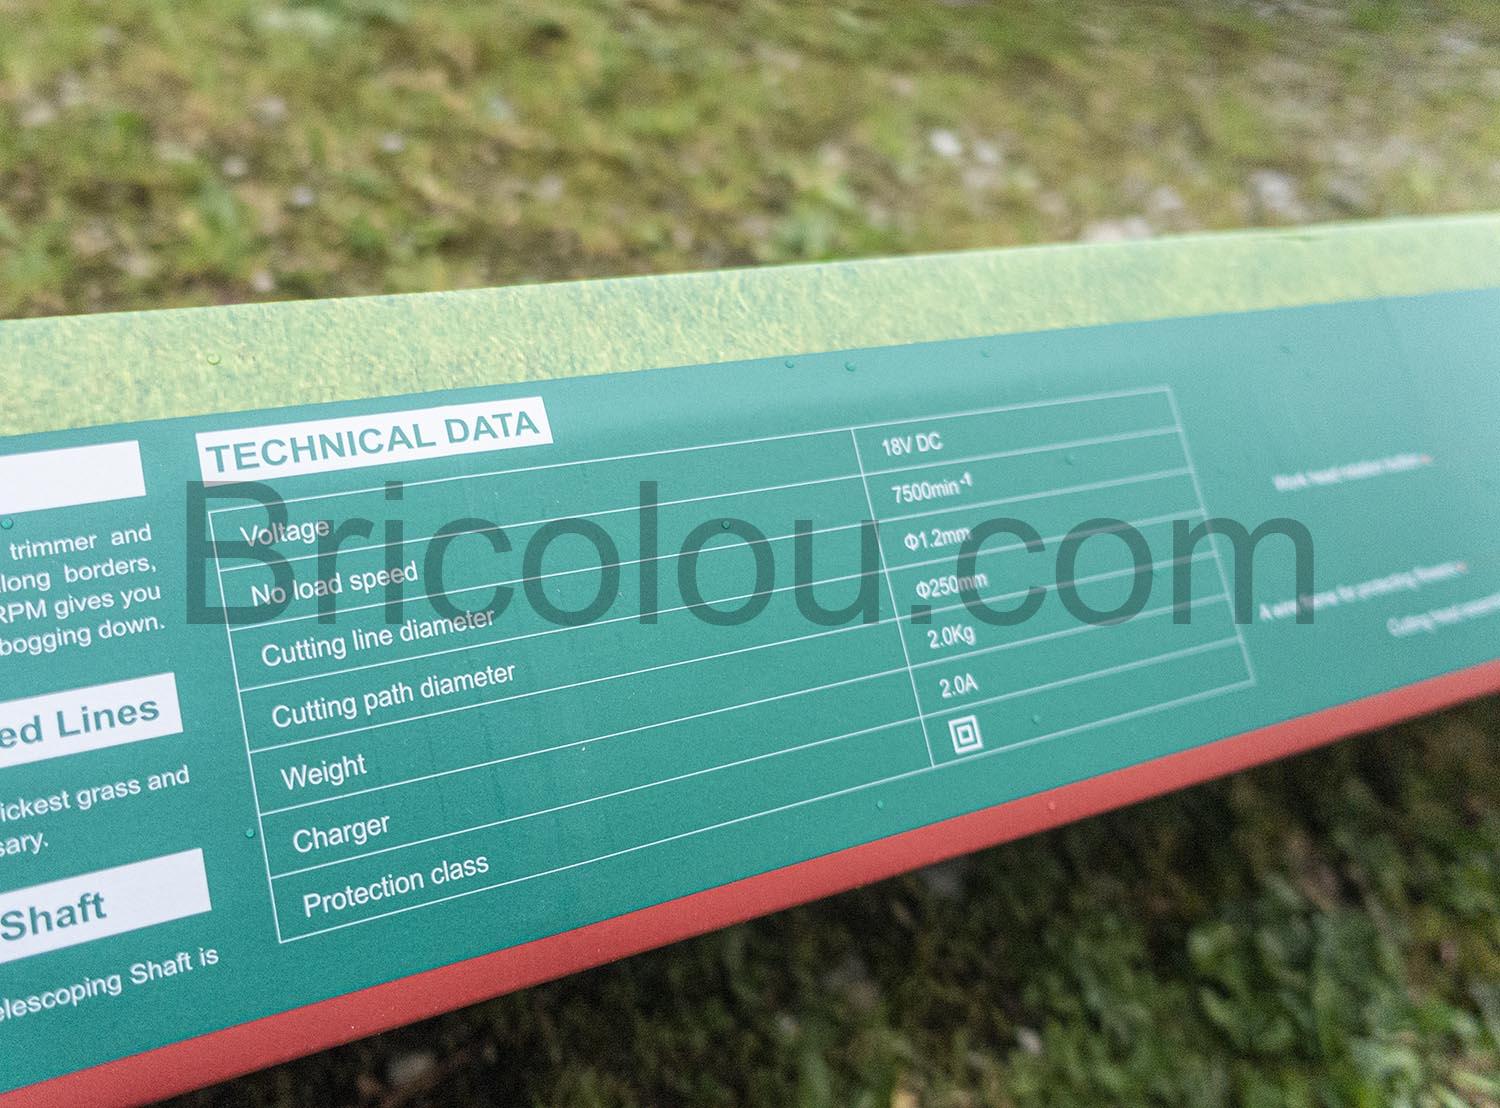 trimmer and
long borders,
RPM gives you
bogging down.
ed Lines
ickest grass and
sary.
Shaft
elescoping Shaft is
TECHNICAL DATA
Voltage 18V DC
No load speed 7500min⁻¹
Cutting line diameter Φ1.2mm
Cutting path diameter Φ250mm
Weight 2.0Kg
Charger 2.0A
Protection class
Bricolou.com